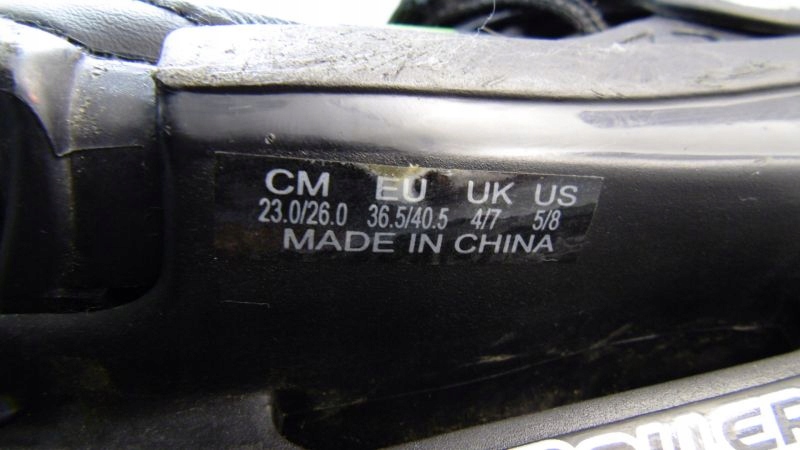 CM EU UK US
23.0/26.0 36.5/40.5 4/7 5/8
MADE IN CHINA
POWER